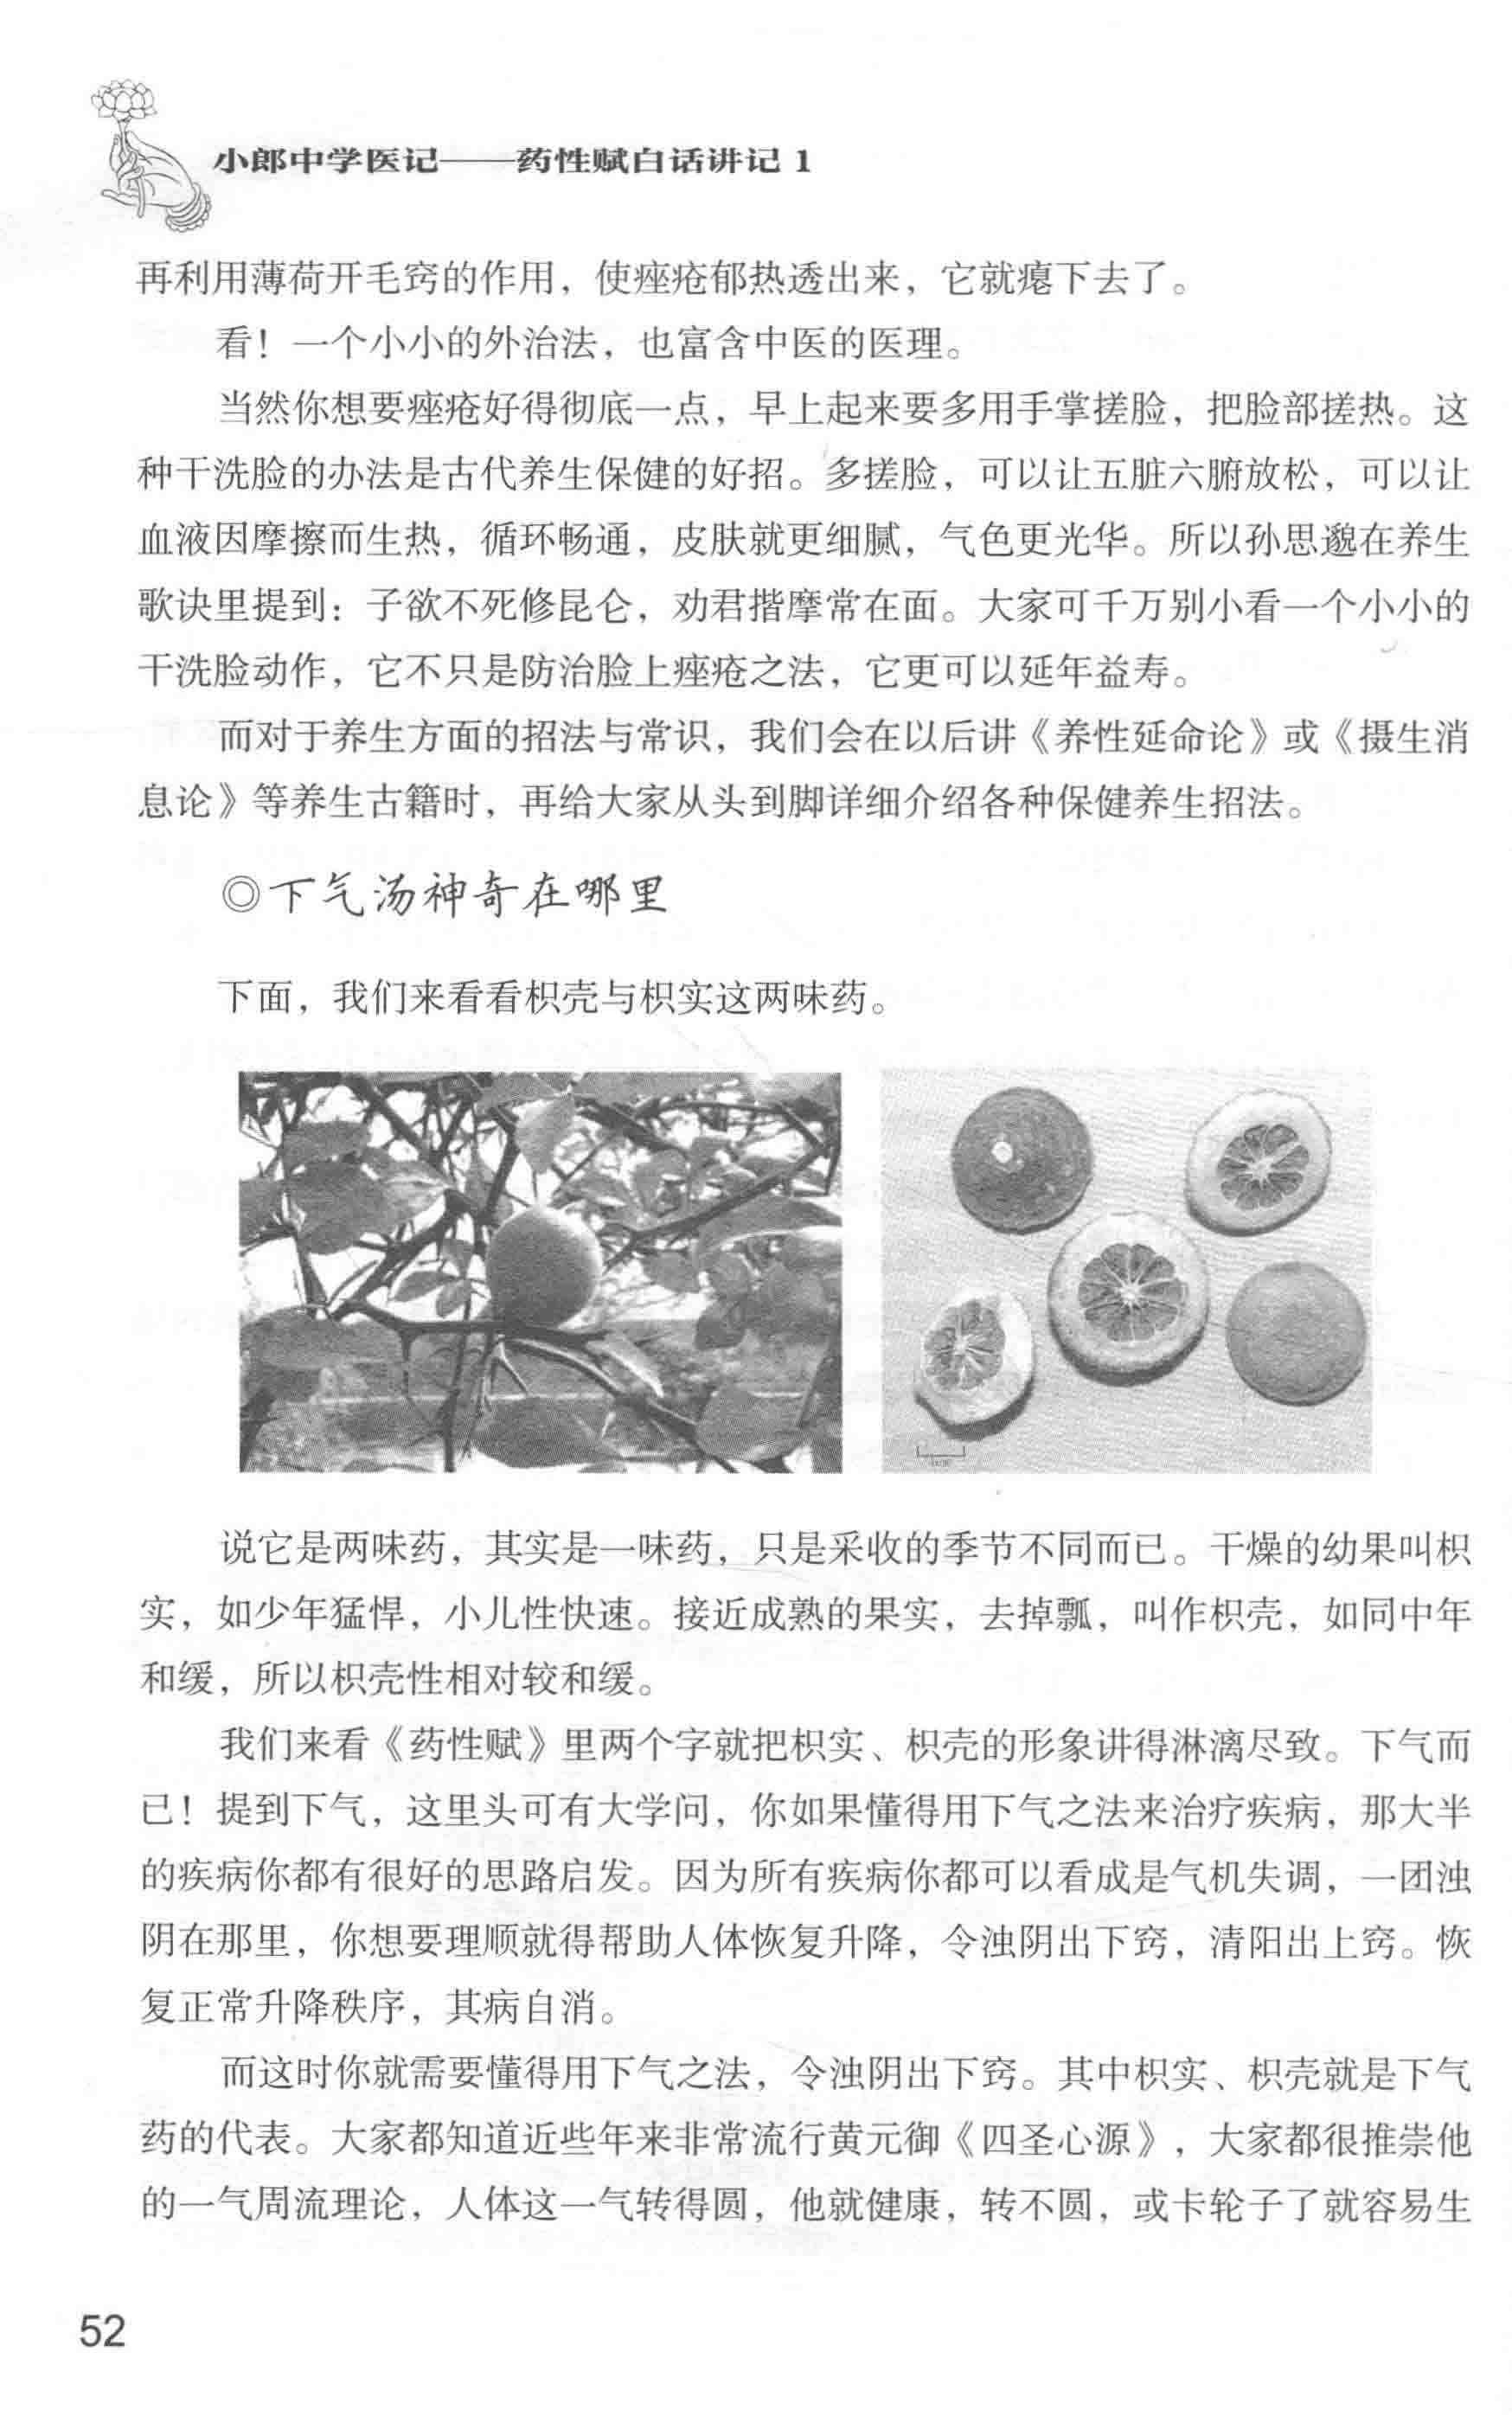 小郎中学医记——药性赋白话讲记 1
再利用薄荷开毛窍的作用，使痤疮郁热透出来，它就瘪下去了。
看！一个小小的外治法，也富含中医的医理。
当然你想要痤疮好得彻底一点，早上起来要多用手掌搓脸，把脸部搓热。这
种干洗脸的办法是古代养生保健的好招。多搓脸，可以让五脏六腑放松，可以让
血液因摩擦而生热，循环畅通，皮肤就更细腻，气色更光华。所以孙思邈在养生
歌诀里提到：子欲不死修昆仑，劝君揩摩常在面。大家可千万别小看一个小小的
干洗脸动作，它不只是防治脸上痤疮之法，它更可以延年益寿。
而对于养生方面的招法与常识，我们会在以后讲《养性延命论》或《摄生消
息论》等养生古籍时，再给大家从头到脚详细介绍各种保健养生招法。
◎下气汤神奇在哪里
下面，我们来看看枳壳与枳实这两味药。
说它是两味药，其实是一味药，只是采收的季节不同而已。干燥的幼果叫枳
实，如少年猛悍，小儿性快速。接近成熟的果实，去掉瓢，叫作枳壳，如同中年
和缓，所以枳壳性相对较和缓。
我们来看《药性赋》里两个字就把枳实、枳壳的形象讲得淋漓尽致。下气而
已！提到下气，这里头可有大学问，你如果懂得用下气之法来治疗疾病，那大半
的疾病你都有很好的思路启发。因为所有疾病你都可以看成是气机失调，一团浊
阴在那里，你想要理顺就得帮助人体恢复升降，令浊阴出下窍，清阳出上窍。恢
复正常升降秩序，其病自消。
而这时你就需要懂得用下气之法，令浊阴出下窍。其中枳实、枳壳就是下气
药的代表。大家都知道近些年来非常流行黄元御《四圣心源》，大家都很推崇他
的一气周流理论，人体这一气转得圆，他就健康，转不圆，或卡轮子了就容易生
52